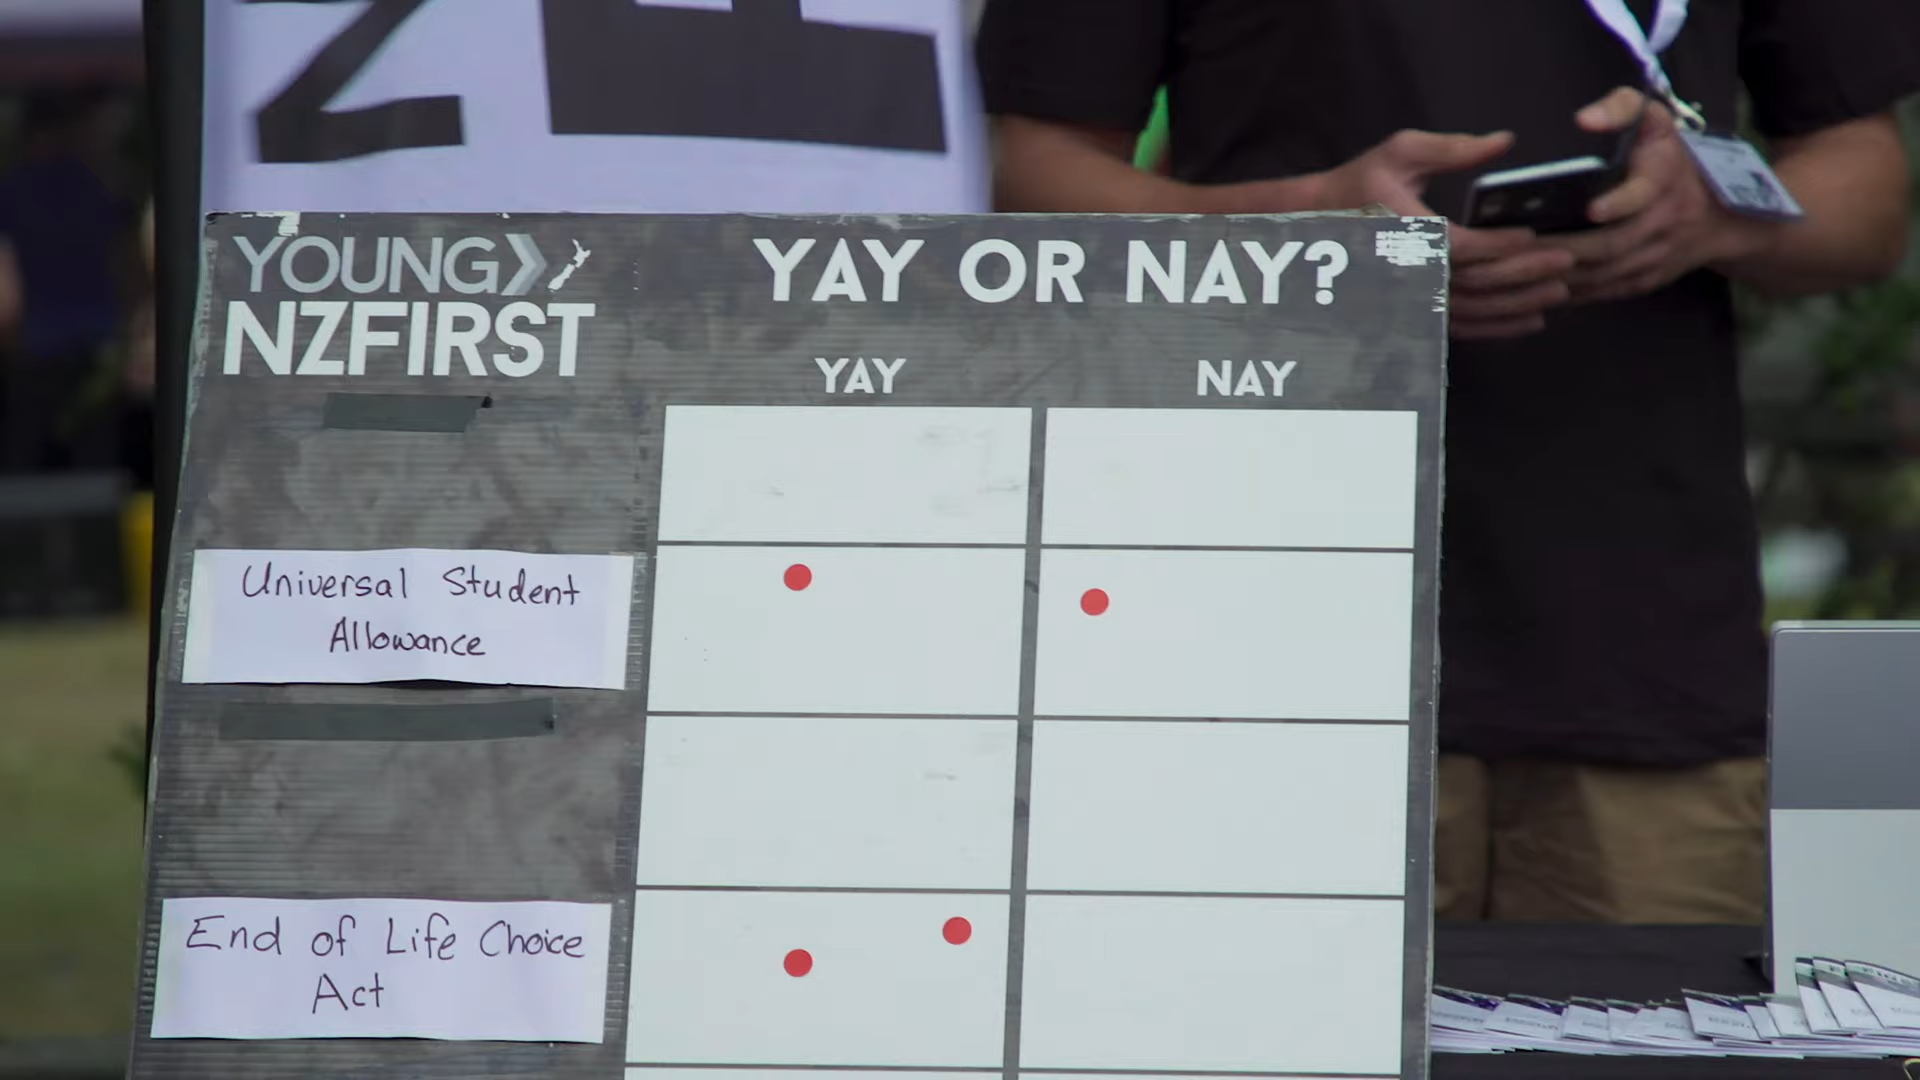 YOUNG
NZFIRST
YAY OR NAY?
YAY
NAY
Universal Student
Allowance
End of Life Choice
Act